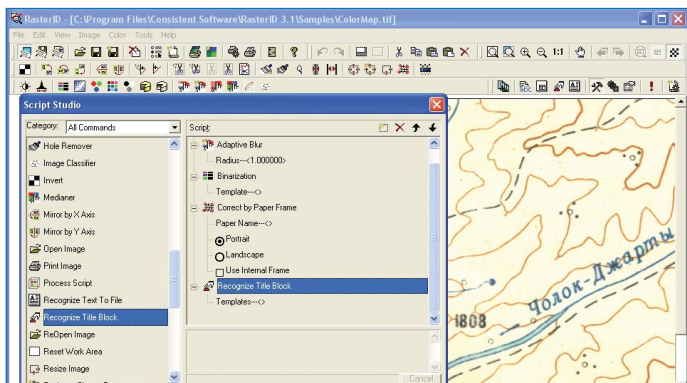 RasterID - [C:\Program Files\Consistent Software\RasterID 3.1\Samples\ColorMap.tif]
File Edit View Image Color Tools Help
1:1
Script Studio
Category: All Commands
Script:
Hole Remover
Image Classifier
Invert
Medianer
Mirror by X Axis
Mirror by Y Axis
Open Image
Print Image
Process Script
Recognize Text To File
Recognize Title Block
ReOpen Image
Reset Work Area
Resize Image
Adaptive Blur
Radius---<1.000000>
Binarization
Template---<>
Correct by Paper Frame
Paper Name---<>
Portrait
Landscape
Use Internal Frame
Recognize Title Block
Templates---<>
Cancel
Чолок-Джарты
1808